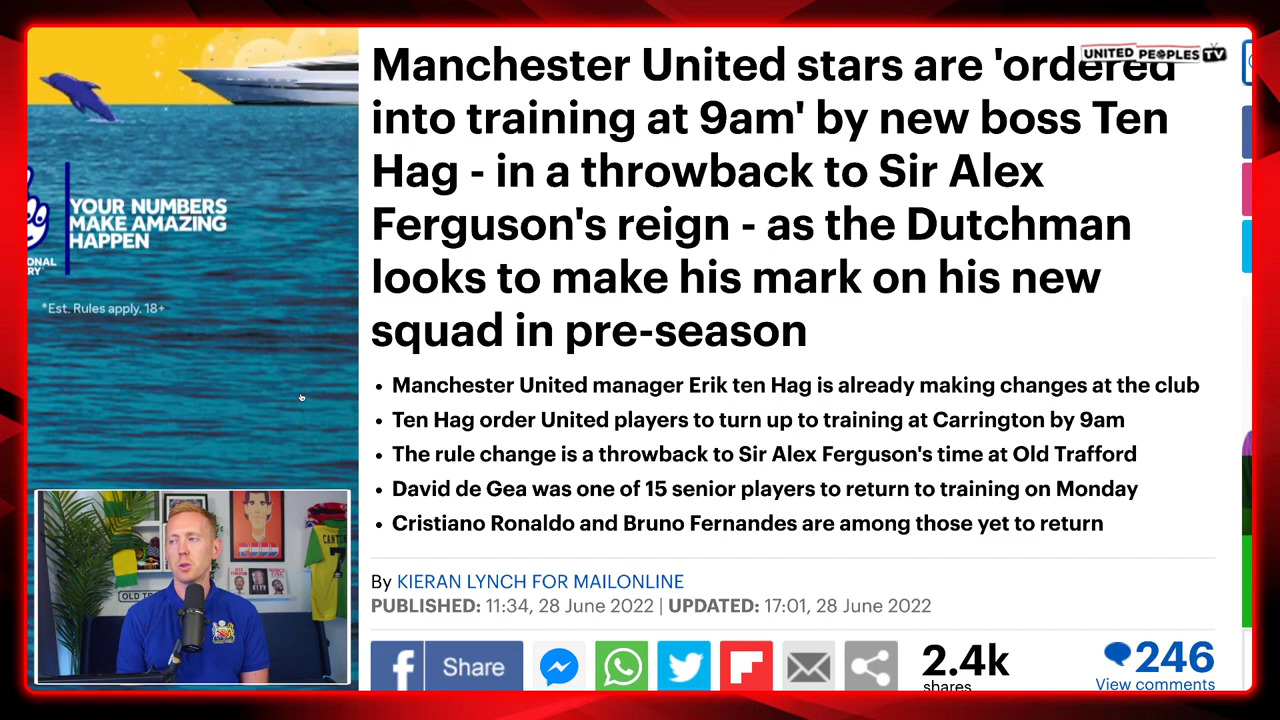 Manchester United stars are 'ordered
UNITED PEOPLES TV
into training at 9am' by new boss Ten
Hag - in a throwback to Sir Alex
Ferguson's reign - as the Dutchman
looks to make his mark on his new
squad in pre-season
YOUR NUMBERS
MAKE AMAZING
HAPPEN
ONAL
RY
*Est. Rules apply. 18+
• Manchester United manager Erik ten Hag is already making changes at the club
• Ten Hag order United players to turn up to training at Carrington by 9am
• The rule change is a throwback to Sir Alex Ferguson's time at Old Trafford
• David de Gea was one of 15 senior players to return to training on Monday
• Cristiano Ronaldo and Bruno Fernandes are among those yet to return
By KIERAN LYNCH FOR MAILONLINE
PUBLISHED: 11:34, 28 June 2022 | UPDATED: 17:01, 28 June 2022
f Share
2.4k
shares
246
View comments
OLD TR
CANTON
7